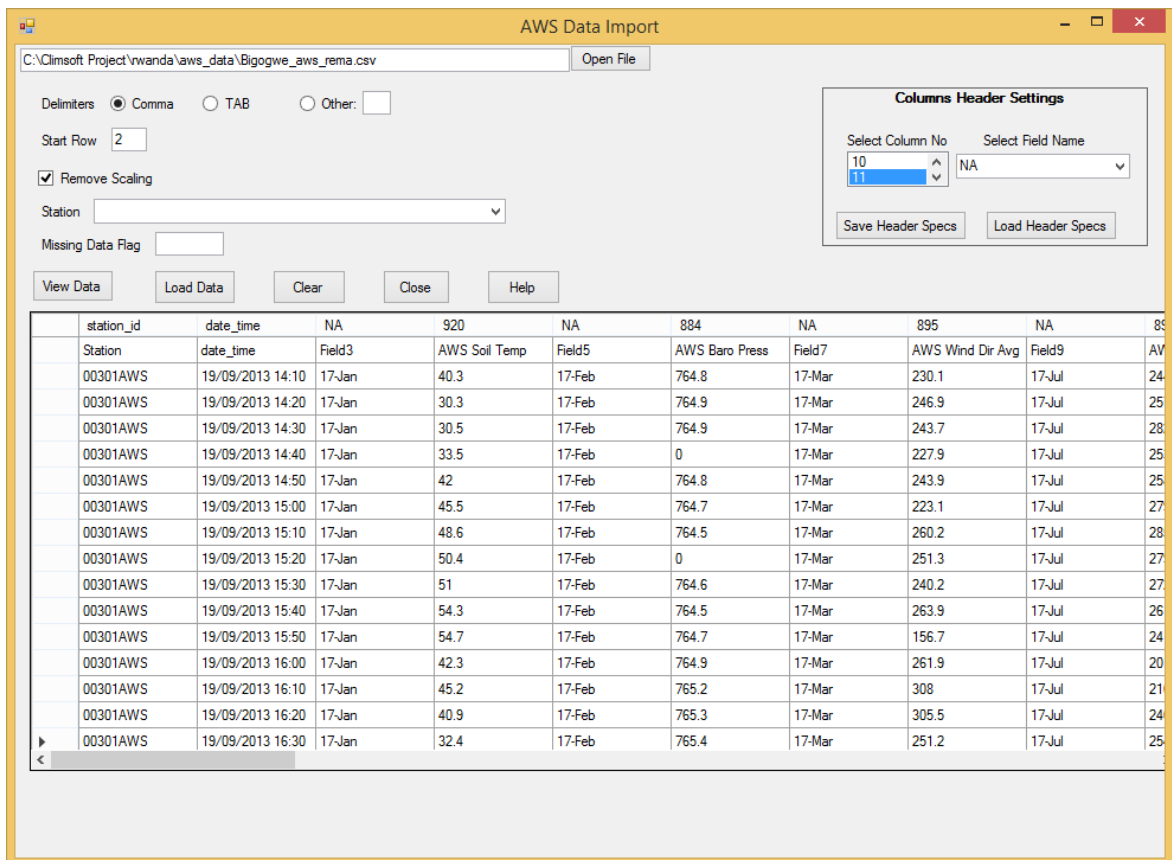 AWS Data Import
C:\Climsoft Project\rwanda\aws_data\Bigogwe_aws_rema.csv Open File
Delimiters Comma TAB Other:
Columns Header Settings
Start Row 2
Select Column No Select Field Name
10
11
NA
Remove Scaling
Station
Save Header Specs Load Header Specs
Missing Data Flag
View Data Load Data Clear Close Help
station_id date_time NA 920 NA 884 NA 895 NA
Station date_time Field3 AWS Soil Temp Field5 AWS Baro Press Field7 AWS Wind Dir Avg Field9
00301AWS 19/09/2013 14:10 17-Jan 40.3 17-Feb 764.8 17-Mar 230.1 17-Jul
00301AWS 19/09/2013 14:20 17-Jan 30.3 17-Feb 764.9 17-Mar 246.9 17-Jul
00301AWS 19/09/2013 14:30 17-Jan 30.5 17-Feb 764.9 17-Mar 243.7 17-Jul
00301AWS 19/09/2013 14:40 17-Jan 33.5 17-Feb 0 17-Mar 227.9 17-Jul
00301AWS 19/09/2013 14:50 17-Jan 42 17-Feb 764.8 17-Mar 243.9 17-Jul
00301AWS 19/09/2013 15:00 17-Jan 45.5 17-Feb 764.7 17-Mar 223.1 17-Jul
00301AWS 19/09/2013 15:10 17-Jan 48.6 17-Feb 764.5 17-Mar 260.2 17-Jul
00301AWS 19/09/2013 15:20 17-Jan 50.4 17-Feb 0 17-Mar 251.3 17-Jul
00301AWS 19/09/2013 15:30 17-Jan 51 17-Feb 764.6 17-Mar 240.2 17-Jul
00301AWS 19/09/2013 15:40 17-Jan 54.3 17-Feb 764.5 17-Mar 263.9 17-Jul
00301AWS 19/09/2013 15:50 17-Jan 54.7 17-Feb 764.7 17-Mar 156.7 17-Jul
00301AWS 19/09/2013 16:00 17-Jan 42.3 17-Feb 764.9 17-Mar 261.9 17-Jul
00301AWS 19/09/2013 16:10 17-Jan 45.2 17-Feb 765.2 17-Mar 308 17-Jul
00301AWS 19/09/2013 16:20 17-Jan 40.9 17-Feb 765.3 17-Mar 305.5 17-Jul
00301AWS 19/09/2013 16:30 17-Jan 32.4 17-Feb 765.4 17-Mar 251.2 17-Jul